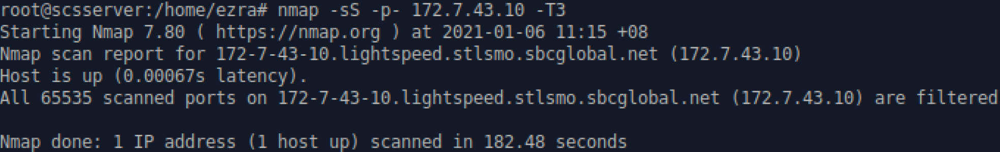 root@scsserver:/home/ezra# nmap -sS -p- 172.7.43.10 -T3
Starting Nmap 7.80 ( https://nmap.org ) at 2021-01-06 11:15 +08
Nmap scan report for 172-7-43-10.lightspeed.stlsmo.sbcglobal.net (172.7.43.10)
Host is up (0.00067s latency).
All 65535 scanned ports on 172-7-43-10.lightspeed.stlsmo.sbcglobal.net (172.7.43.10) are filtered
Nmap done: 1 IP address (1 host up) scanned in 182.48 seconds